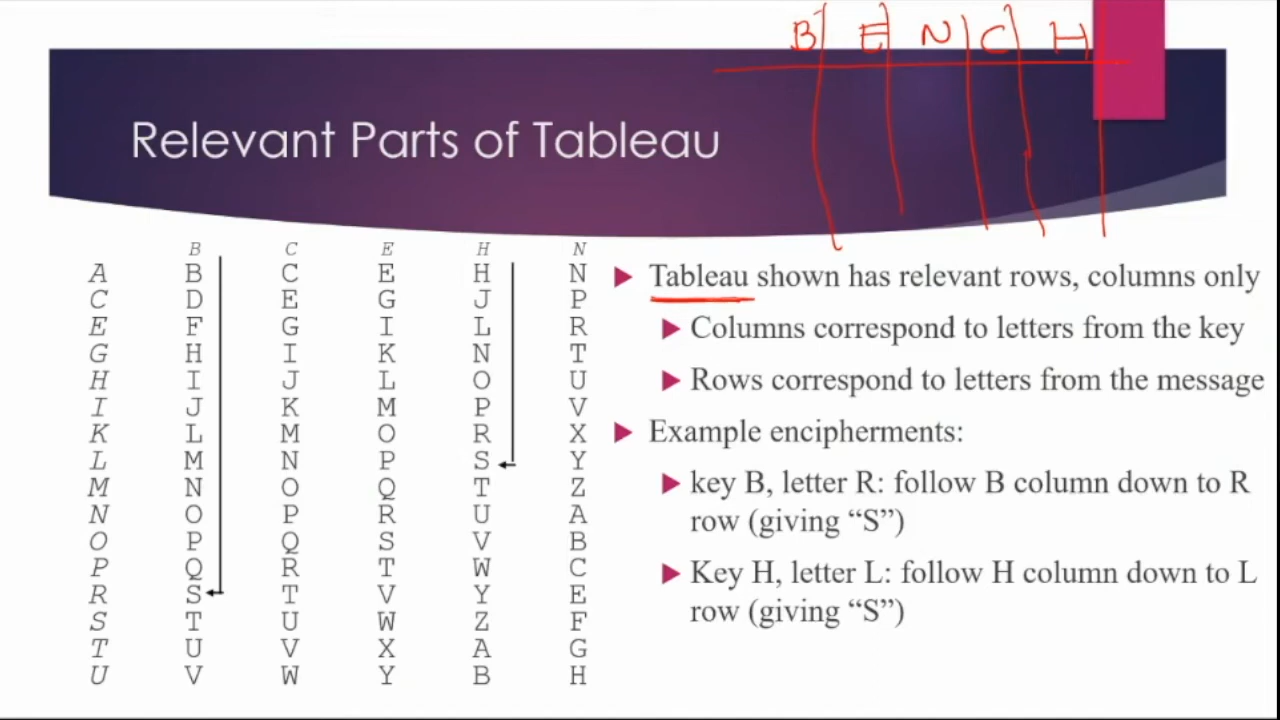 B E N C H
Relevant Parts of Tableau
B C E H N
A B C E H N
C D E G J P
E F G I L R
G H I K N T
H I J L O U
I J K M P V
K L M O R X
L M N P S Y
M N O Q T Z
N O P R U A
O P Q S V B
P Q R T W C
R S T V Y E
S T U W Z F
T U V X A G
U V W Y B H
Tableau shown has relevant rows, columns only
Columns correspond to letters from the key
Rows correspond to letters from the message
Example encipherments:
key B, letter R: follow B column down to R
row (giving “S”)
Key H, letter L: follow H column down to L
row (giving “S”)